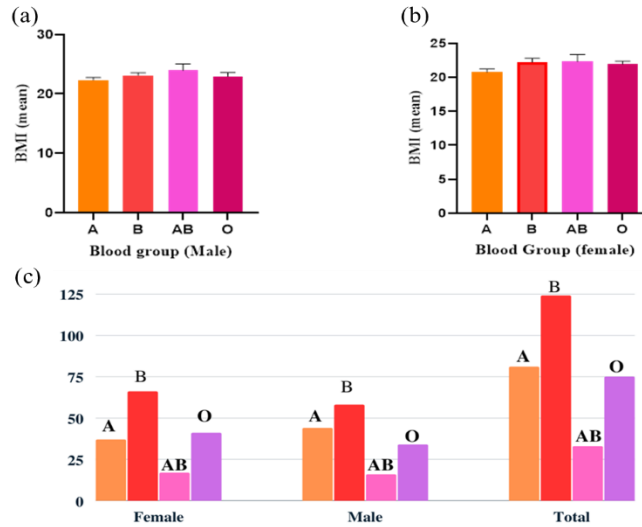 (a)
30
20
10
0
BMI (mean)
A B AB O
Blood group (Male)
(b)
25
20
15
10
5
0
BMI (mean)
A B AB O
Blood Group (female)
(c)
125
100
75
50
25
0
A B AB O
A B AB O
A B AB O
Female Male Total